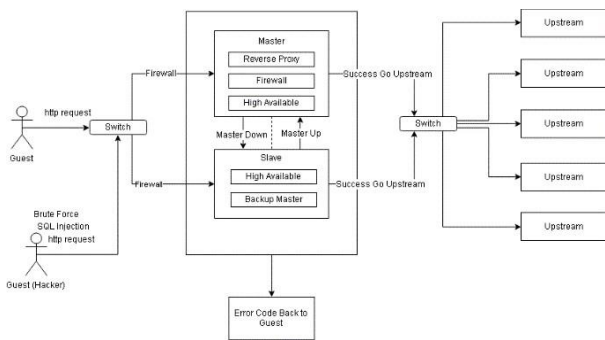 Master
Reverse Proxy
Firewall
High Available
Master Down
Master Up
Slave
High Available
Backup Master
Firewall
Firewall
http request
Switch
Guest
Brute Force
SQL Injection
http request
Guest (Hacker)
Success Go Upstream
Success Go Upstream
Switch
Upstream
Upstream
Upstream
Upstream
Upstream
Error Code Back to
Guest